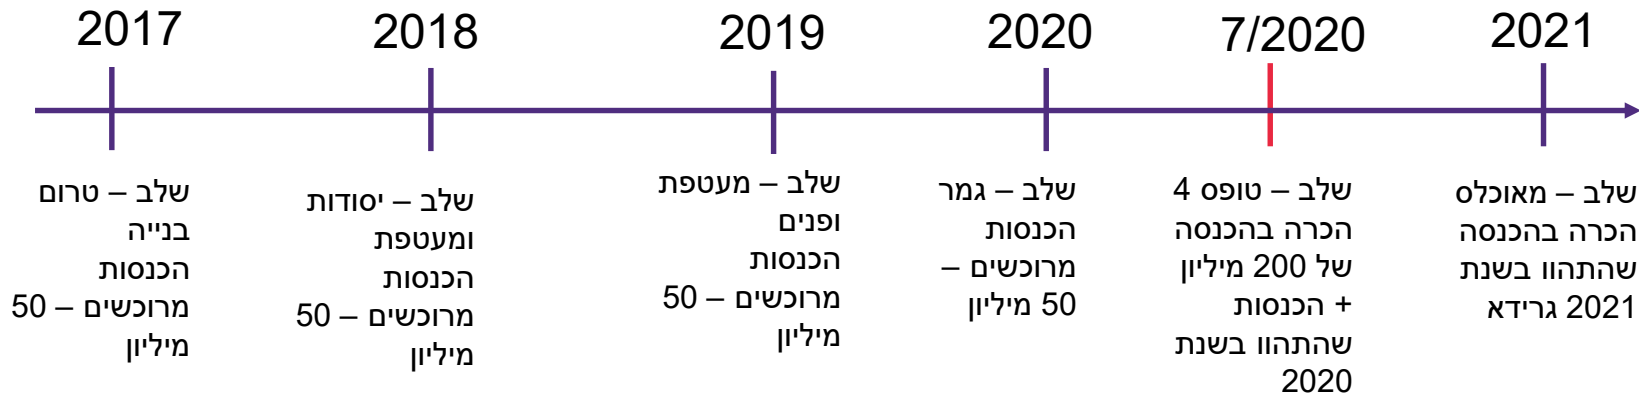 2017
שלב – טרום
בנייה
הכנסות
מרוכשים – 50
מיליון
2018
שלב – יסודות
ומעטפת
הכנסות
מרוכשים – 50
מיליון
2019
שלב – מעטפת
ופנים
הכנסות
מרוכשים – 50
מיליון
2020
שלב – גמר
הכנסות
מרוכשים –
50 מיליון
7/2020
שלב – טופס 4
הכרה בהכנסה
של 200 מיליון
+ הכנסות
שהתהוו בשנת
2020
2021
שלב – מאוכלס
הכרה בהכנסה
שהתהוו בשנת
2021 גרידא